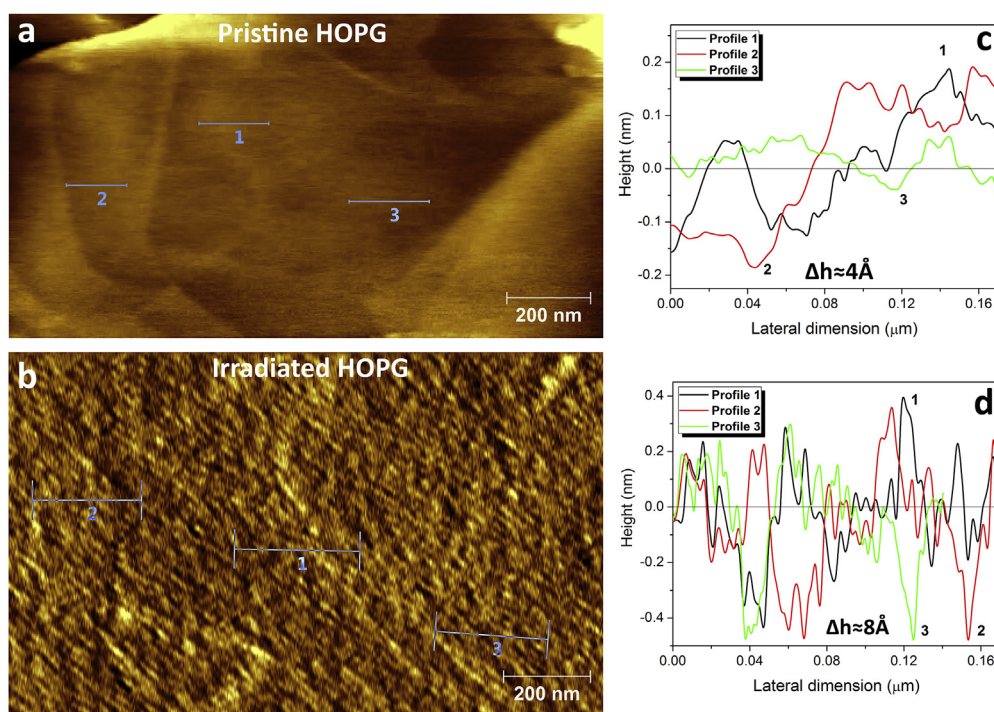 a
Pristine HOPG
1
2
3
200 nm
c
Profile 1
Profile 2
Profile 3
1
2
3
Δh≈4Å
0.2
0.1
0.0
-0.1
-0.2
Height (nm)
0.00
0.04
0.08
0.12
0.16
Lateral dimension (μm)
b
Irradiated HOPG
2
1
3
200 nm
d
Profile 1
Profile 2
Profile 3
1
Δh≈8Å
3
2
0.4
0.2
0.0
-0.2
-0.4
Height (nm)
0.00
0.04
0.08
0.12
0.16
Lateral dimension (μm)